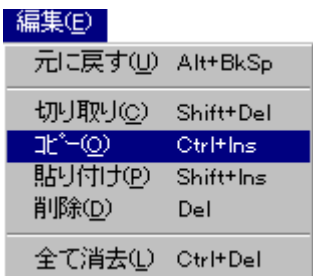 編集(E)
元に戻す(U) Alt+BkSp
切り取り(C) Shift+Del
ｺﾋﾟｰ(O) Ctrl+Ins
貼り付け(P) Shift+Ins
削除(D) Del
全て消去(L) Ctrl+Del